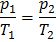 p₁/T₁ = p₂/T₂